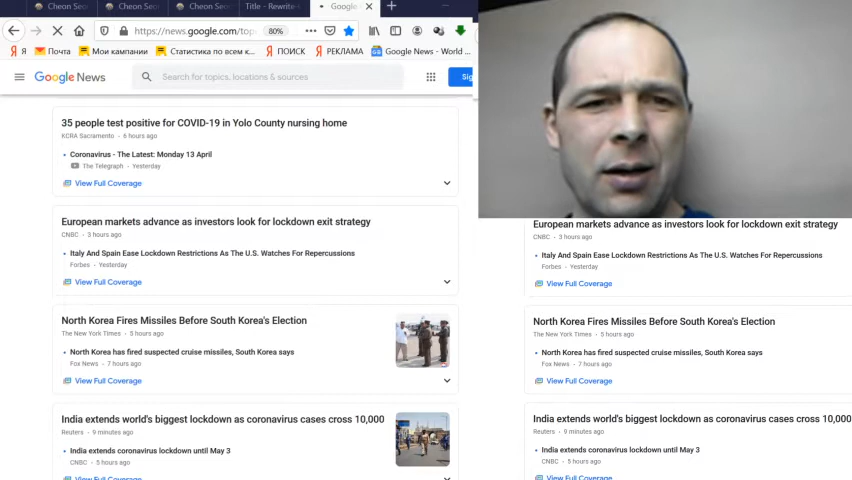 Cheon Seo
Cheon Seo
Cheon Seo
Title - Rewrite-
Google -
https://news.google.com/top
80%
Я Я
Почта
Мои кампании
Статистика по всем к...
Я ПОИСК
Я РЕКЛАМА
Google News - World ...
Google News
Search for topics, locations & sources
Sig
35 people test positive for COVID-19 in Yolo County nursing home
KCRA Sacramento • 6 hours ago
• Coronavirus - The Latest: Monday 13 April
The Telegraph • Yesterday
View Full Coverage
European markets advance as investors look for lockdown exit strategy
CNBC • 3 hours ago
• Italy And Spain Ease Lockdown Restrictions As The U.S. Watches For Repercussions
Forbes • Yesterday
View Full Coverage
North Korea Fires Missiles Before South Korea's Election
The New York Times • 5 hours ago
• North Korea has fired suspected cruise missiles, South Korea says
Fox News • 7 hours ago
View Full Coverage
India extends world's biggest lockdown as coronavirus cases cross 10,000
Reuters • 9 minutes ago
• India extends coronavirus lockdown until May 3
CNBC • 5 hours ago
View Full Coverage
European markets advance as investors look for lockdown exit strategy
CNBC • 3 hours ago
• Italy And Spain Ease Lockdown Restrictions As The U.S. Watches For Repercussions
Forbes • Yesterday
View Full Coverage
North Korea Fires Missiles Before South Korea's Election
The New York Times • 5 hours ago
• North Korea has fired suspected cruise missiles, South Korea says
Fox News • 7 hours ago
View Full Coverage
India extends world's biggest lockdown as coronavirus cases cross 10,000
Reuters • 9 minutes ago
• India extends coronavirus lockdown until May 3
CNBC • 5 hours ago
View Full Coverage